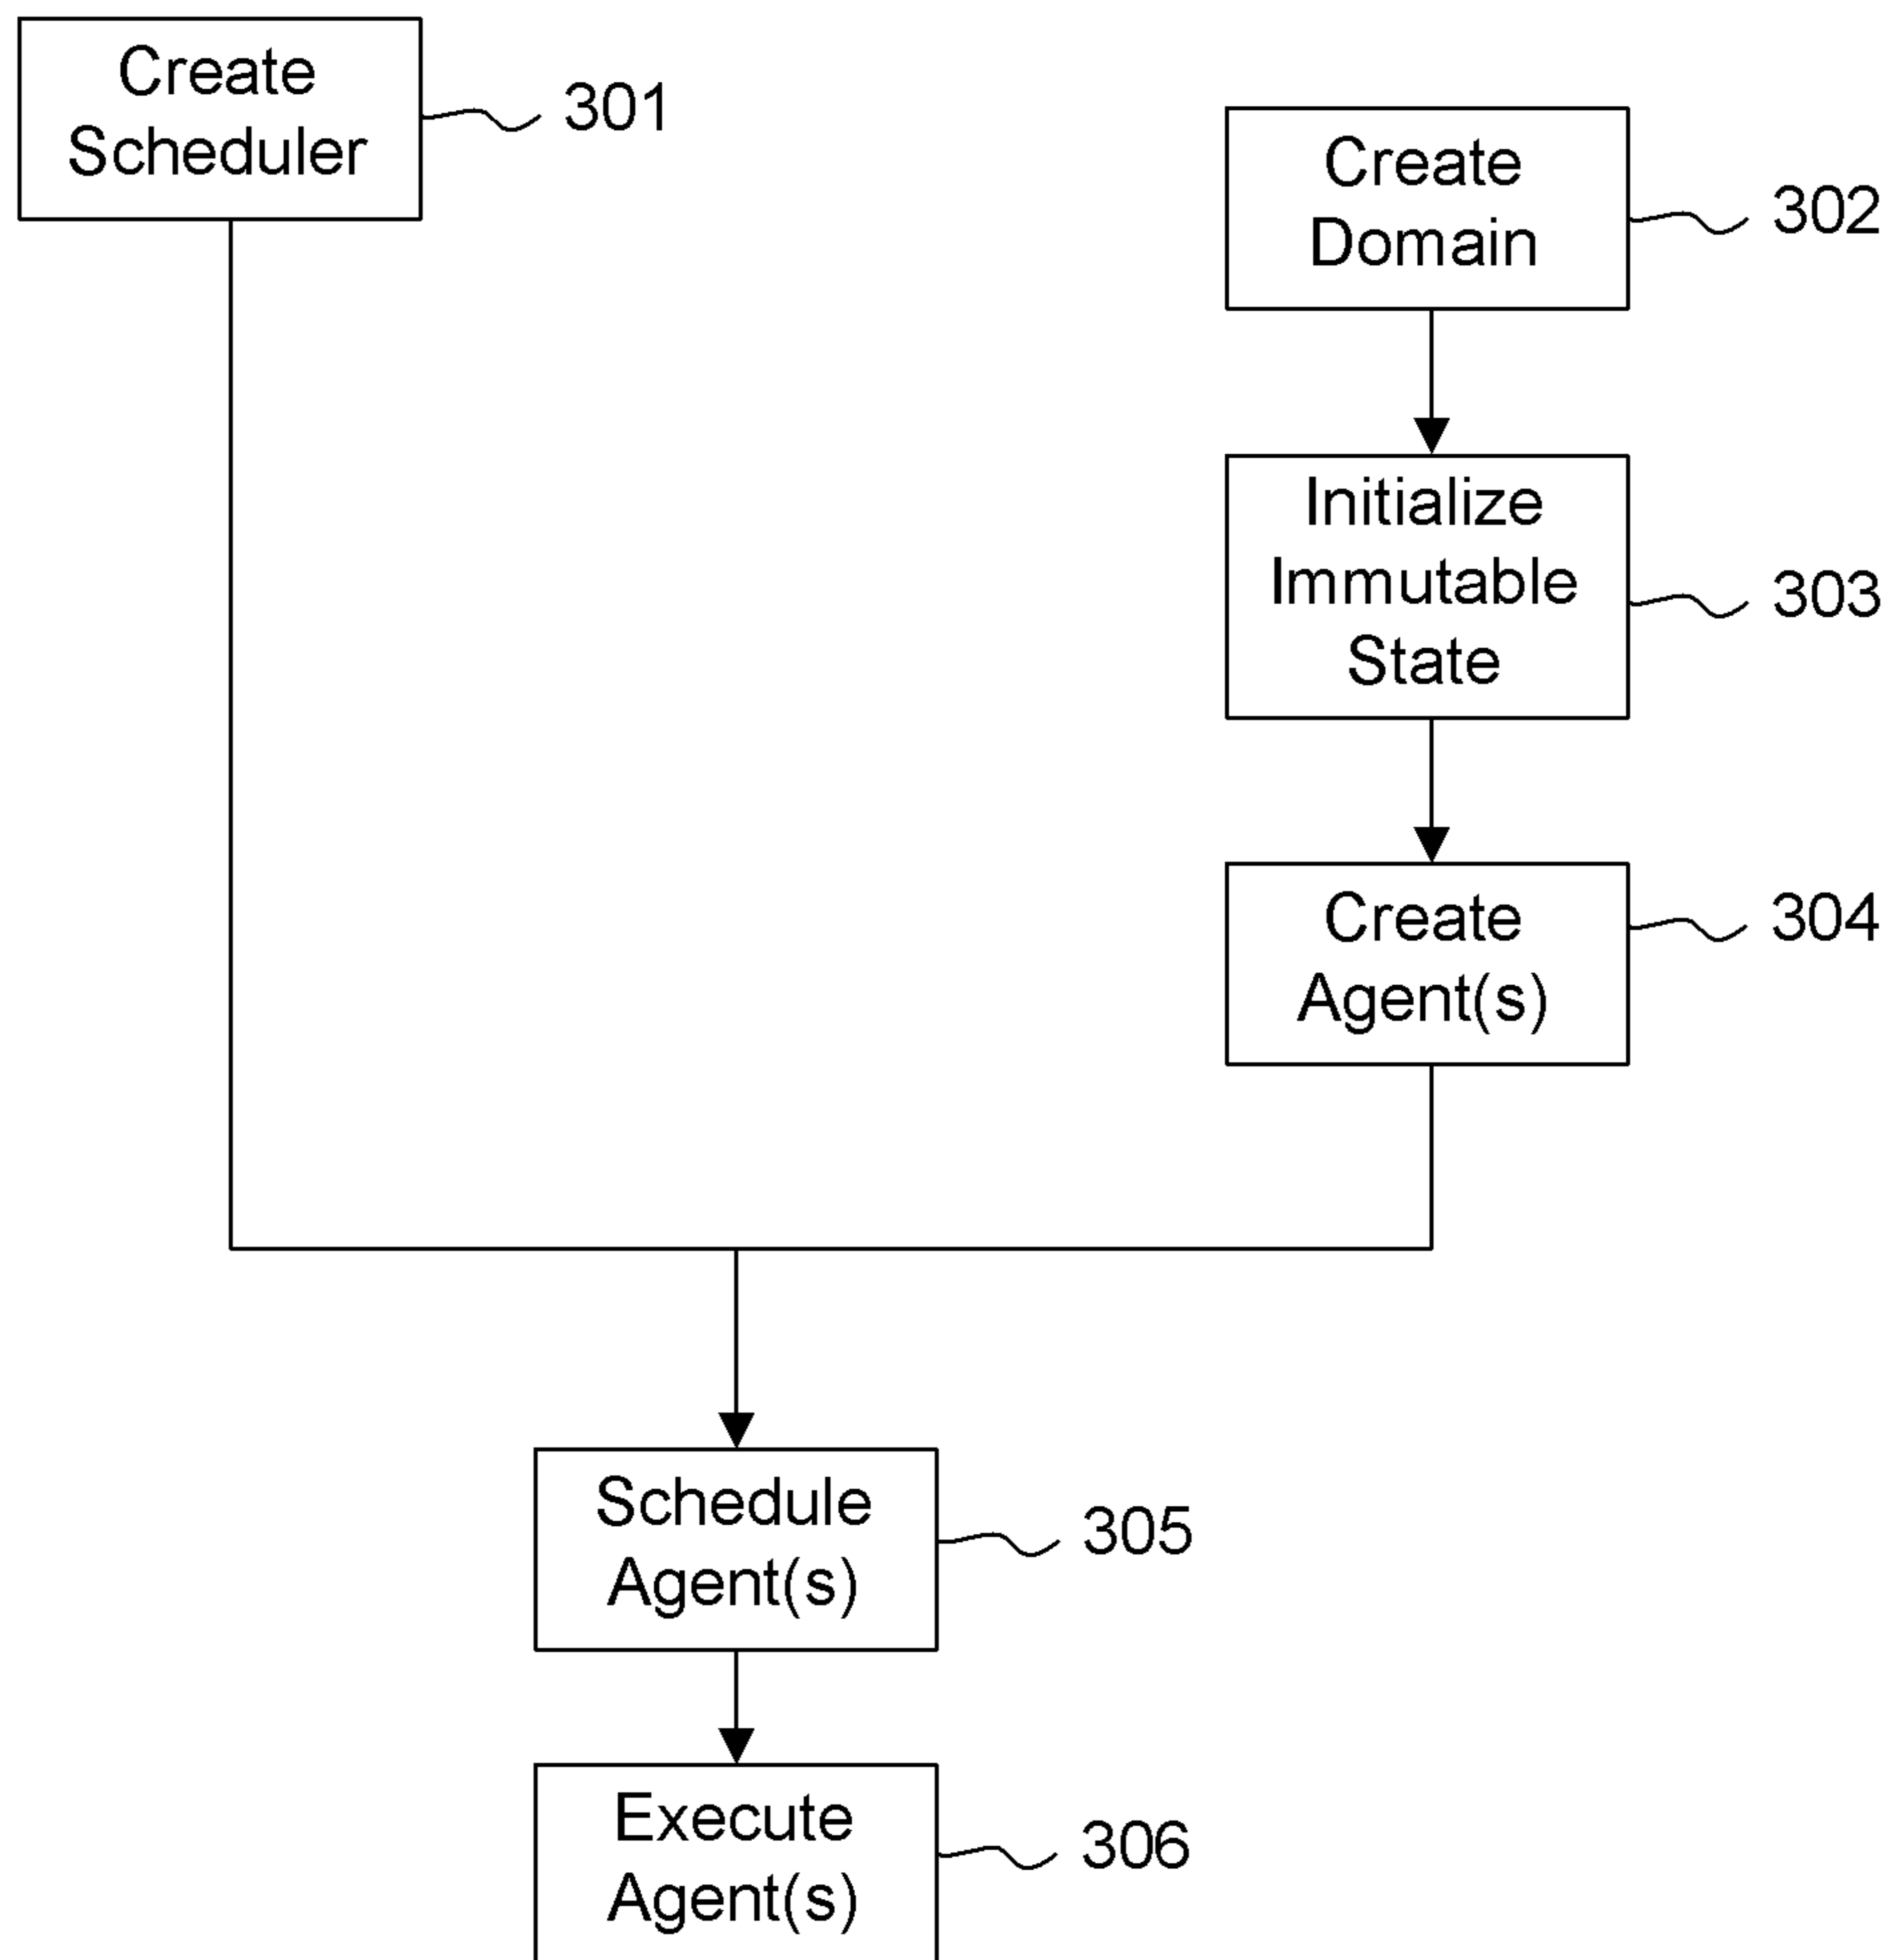 Create
Scheduler
301
Create
Domain
302
Initialize
Immutable
State
303
Create
Agent(s)
304
Schedule
Agent(s)
305
Execute
Agent(s)
306